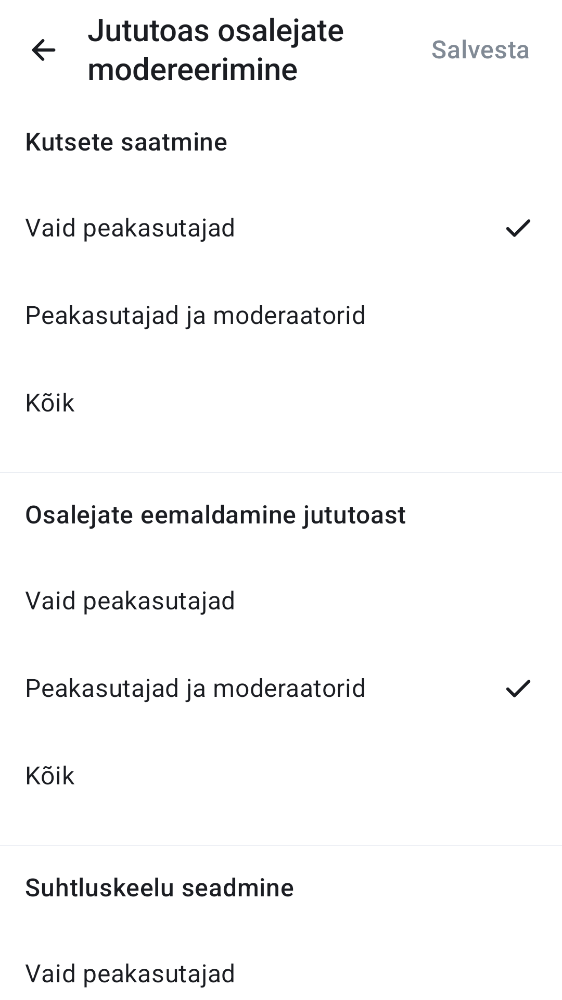 Jututoas osalejate
modereerimine
Salvesta
Kutsete saatmine
Vaid peakasutajad
Peakasutajad ja moderaatorid
Kõik
Osalejate eemaldamine jututoast
Vaid peakasutajad
Peakasutajad ja moderaatorid
Kõik
Suhtluskeelu seadmine
Vaid peakasutajad